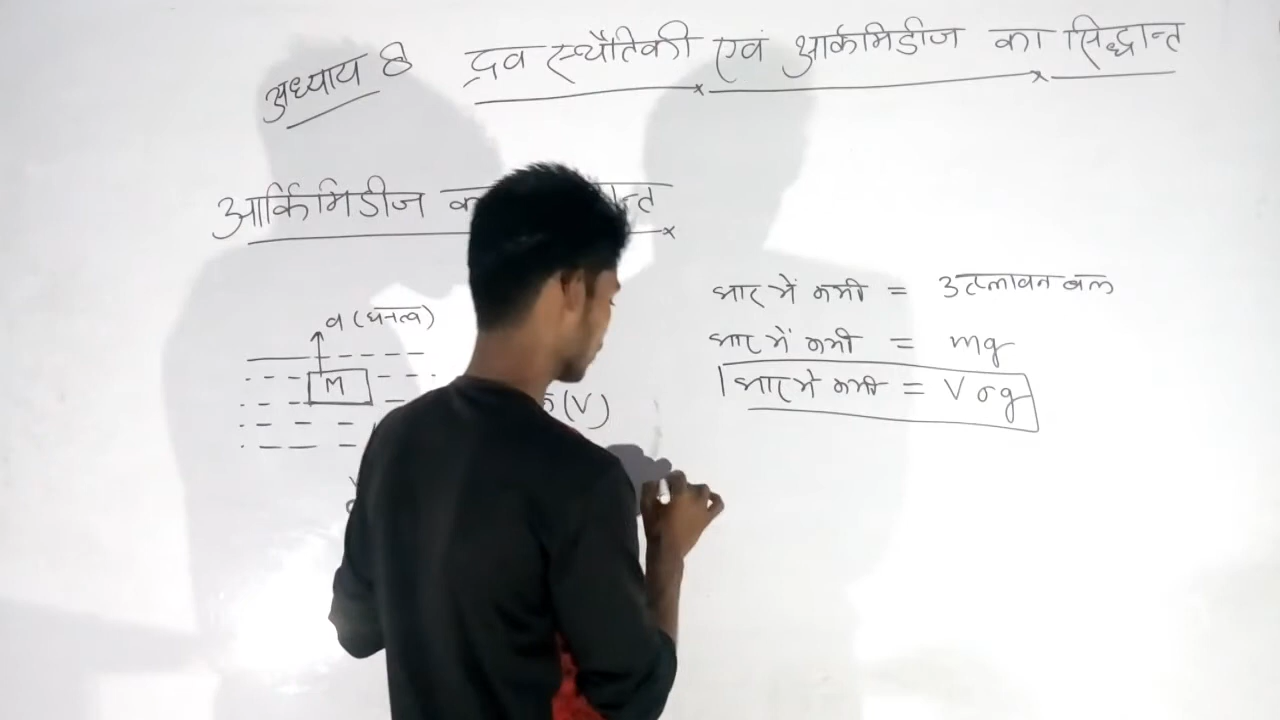 अध्याय 8 द्रव स्थैतिकी एवं आर्कमिडीज का सिद्धान्त
आर्किमिडीज
व (घनत्व)
M
(V)
भार में कमी = उत्प्लावन बल
भार में कमी = mg
भार में कमी = Vσg